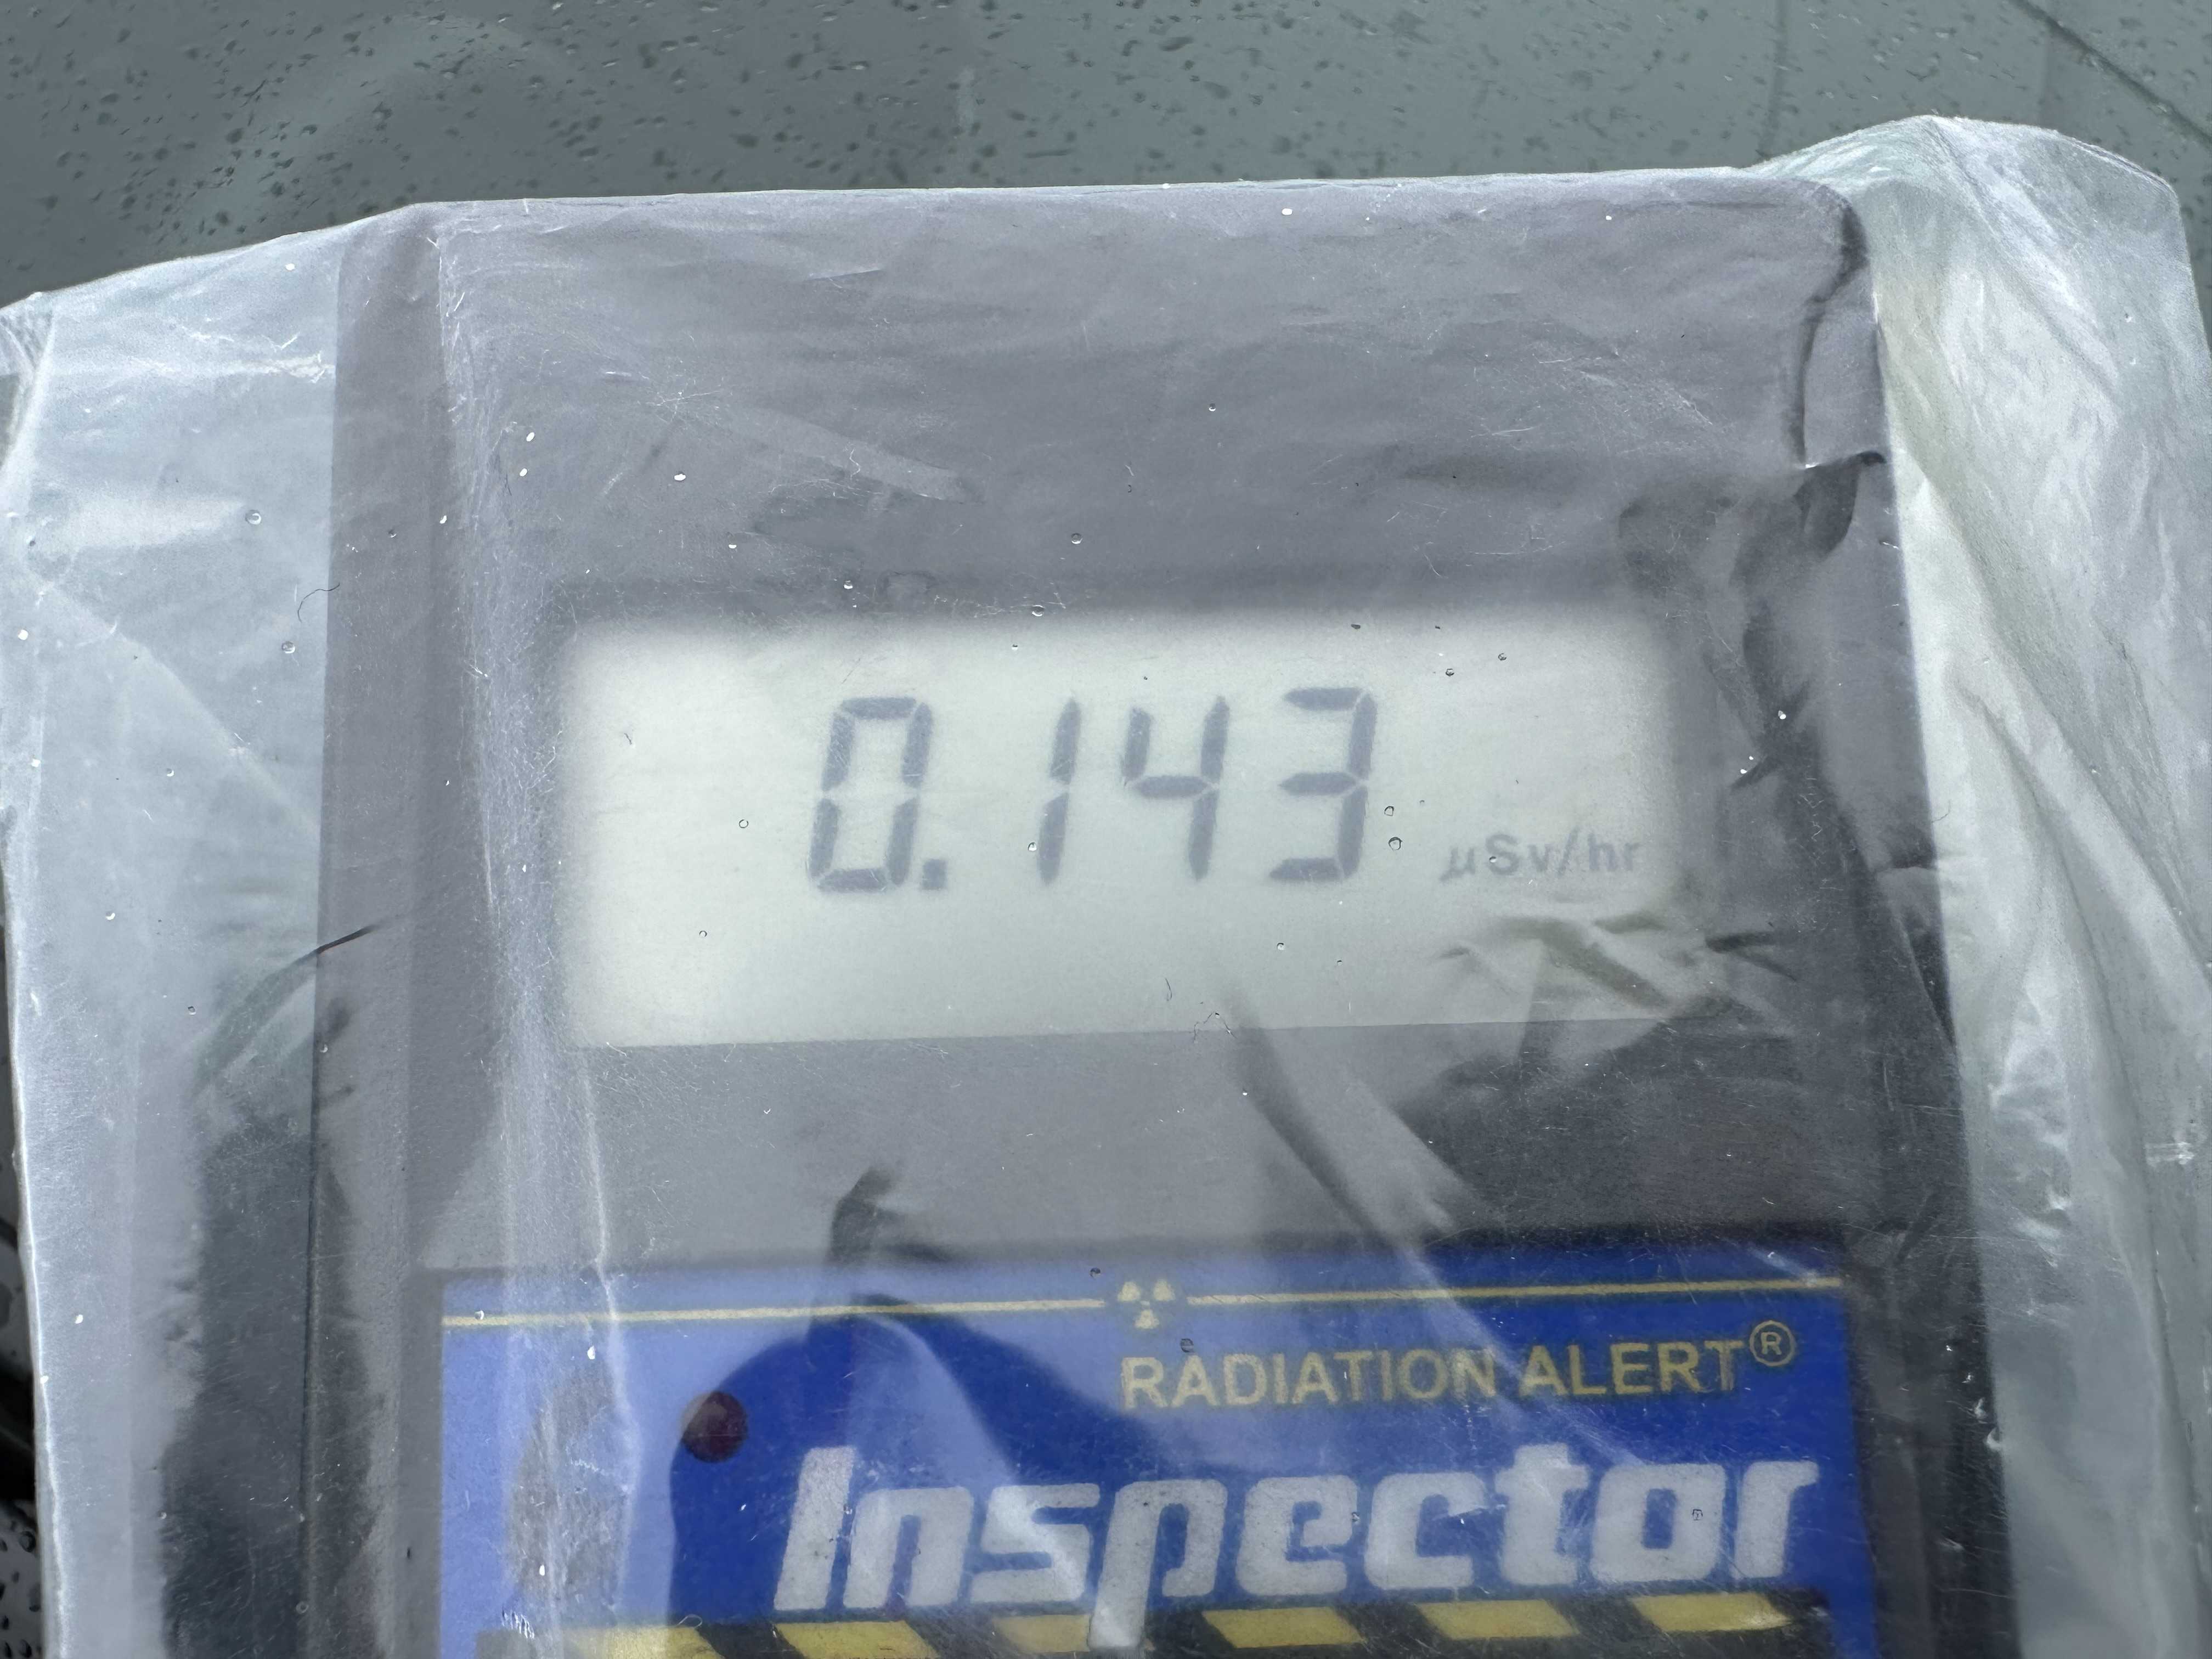 0.143 µSv/hr
RADIATION ALERT®
Inspector